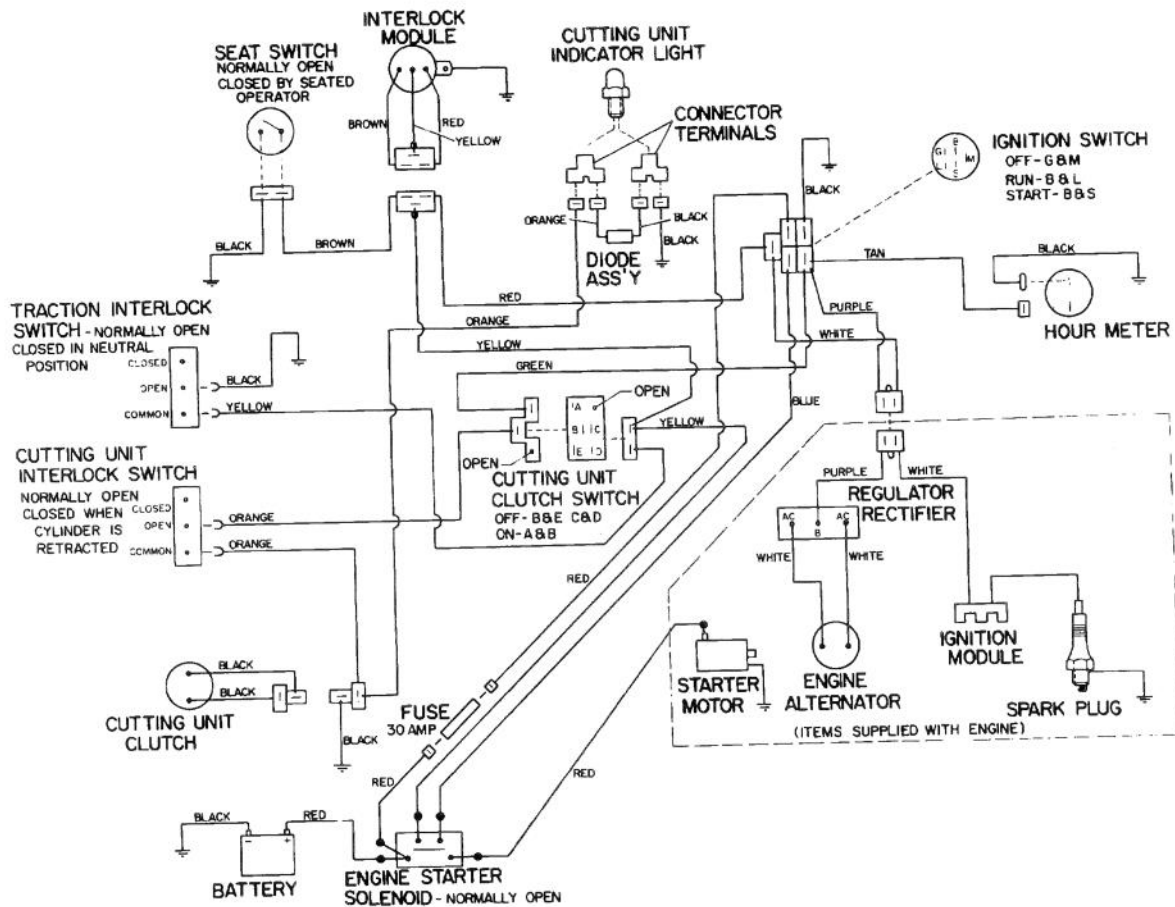 INTERLOCK
MODULE
CUTTING UNIT
INDICATOR LIGHT
SEAT SWITCH
NORMALLY OPEN
CLOSED BY SEATED
OPERATOR
BROWN
RED
YELLOW
CONNECTOR
TERMINALS
IGNITION SWITCH
OFF-G&M
RUN-B&L
START-B&S
B
G
M
L
S
BLACK
ORANGE
BLACK
BLACK
DIODE
ASS'Y
BLACK
BROWN
TAN
BLACK
HOUR METER
RED
PURPLE
WHITE
TRACTION INTERLOCK
SWITCH - NORMALLY OPEN
CLOSED IN NEUTRAL
POSITION
CLOSED
OPEN
COMMON
BLACK
YELLOW
ORANGE
YELLOW
GREEN
BLUE
OPEN
A
B
C
E
D
YELLOW
OPEN
CUTTING UNIT
CLUTCH SWITCH
OFF-B&E C&D
ON-A&B
CUTTING UNIT
INTERLOCK SWITCH
NORMALLY OPEN
CLOSED WHEN
CYLINDER IS
RETRACTED
CLOSED
OPEN
COMMON
ORANGE
ORANGE
PURPLE
WHITE
REGULATOR
RECTIFIER
AC
B
AC
WHITE
WHITE
RED
IGNITION
MODULE
ENGINE
ALTERNATOR
STARTER
MOTOR
SPARK PLUG
(ITEMS SUPPLIED WITH ENGINE)
BLACK
BLACK
CUTTING UNIT
CLUTCH
BLACK
FUSE
30 AMP
RED
RED
BLACK
RED
- +
BATTERY
ENGINE STARTER
SOLENOID - NORMALLY OPEN